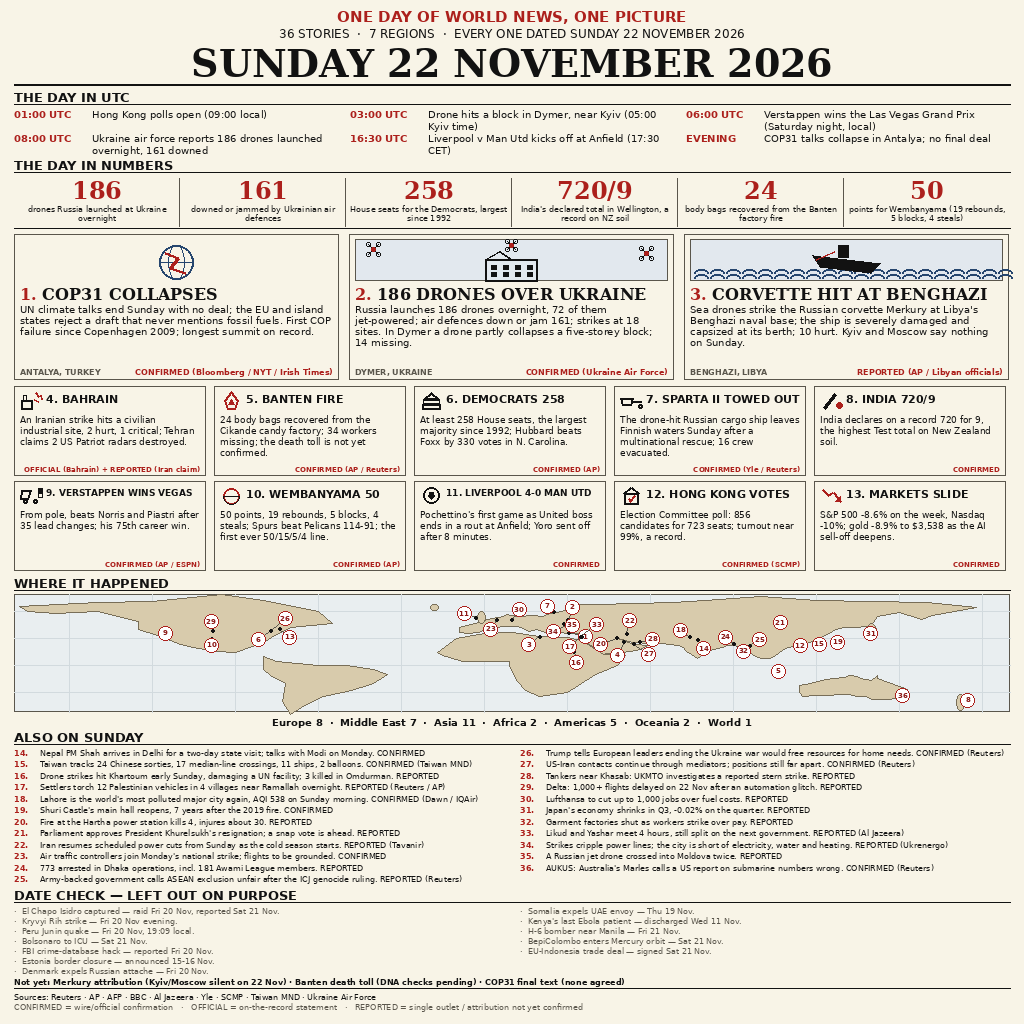 ONE DAY OF WORLD NEWS, ONE PICTURE
36 STORIES · 7 REGIONS · EVERY ONE DATED SUNDAY 22 NOVEMBER 2026
SUNDAY 22 NOVEMBER 2026
THE DAY IN UTC
01:00 UTC Hong Kong polls open (09:00 local)
03:00 UTC Drone hits a block in Dymer, near Kyiv (05:00
Kyiv time)
06:00 UTC Verstappen wins the Las Vegas Grand Prix
(Saturday night, local)
08:00 UTC Ukraine air force reports 186 drones launched
overnight, 161 downed
16:30 UTC Liverpool v Man Utd kicks off at Anfield (17:30
CET)
EVENING COP31 talks collapse in Antalya; no final deal
THE DAY IN NUMBERS
186
drones Russia launched at Ukraine
overnight
161
downed or jammed by Ukrainian air
defences
258
House seats for the Democrats, largest
since 1992
720/9
India's declared total in Wellington, a
record on NZ soil
24
body bags recovered from the Banten
factory fire
50
points for Wembanyama (19 rebounds,
5 blocks, 4 steals)
1. COP31 COLLAPSES
UN climate talks end Sunday with no deal; the EU and island
states reject a draft that never mentions fossil fuels. First COP
failure since Copenhagen 2009; longest summit on record.
ANTALYA, TURKEY CONFIRMED (Bloomberg / NYT / Irish Times)
2. 186 DRONES OVER UKRAINE
Russia launches 186 drones overnight, 72 of them
jet-powered; air defences down or jam 161; strikes at 18
sites. In Dymer a drone partly collapses a five-storey block;
14 missing.
DYMER, UKRAINE CONFIRMED (Ukraine Air Force)
3. CORVETTE HIT AT BENGHAZI
Sea drones strike the Russian corvette Merkury at Libya's
Benghazi naval base; the ship is severely damaged and
capsized at its berth; 10 hurt. Kyiv and Moscow say nothing
on Sunday.
BENGHAZI, LIBYA REPORTED (AP / Libyan officials)
4. BAHRAIN
An Iranian strike hits a civilian
industrial site, 2 hurt, 1 critical; Tehran
claims 2 US Patriot radars destroyed.
OFFICIAL (Bahrain) + REPORTED (Iran claim)
5. BANTEN FIRE
24 body bags recovered from the
Cikande candy factory; 34 workers
missing; the death toll is not yet
confirmed.
CONFIRMED (AP / Reuters)
6. DEMOCRATS 258
At least 258 House seats, the largest
majority since 1992; Hubbard beats
Foxx by 330 votes in N. Carolina.
CONFIRMED (AP)
7. SPARTA II TOWED OUT
The drone-hit Russian cargo ship leaves
Finnish waters Sunday after a
multinational rescue; 16 crew
evacuated.
CONFIRMED (Yle / Reuters)
8. INDIA 720/9
India declares on a record 720 for 9,
the highest Test total on New Zealand
soil.
CONFIRMED
9. VERSTAPPEN WINS VEGAS
From pole, beats Norris and Piastri after
35 lead changes; his 75th career win.
CONFIRMED (AP / ESPN)
10. WEMBANYAMA 50
50 points, 19 rebounds, 5 blocks, 4
steals; Spurs beat Pelicans 114-91; the
first ever 50/15/5/4 line.
CONFIRMED (AP)
11. LIVERPOOL 4-0 MAN UTD
Pochettino's first game as United boss
ends in a rout at Anfield; Yoro sent off
after 8 minutes.
CONFIRMED
12. HONG KONG VOTES
Election Committee poll: 856
candidates for 723 seats; turnout near
99%, a record.
CONFIRMED (SCMP)
13. MARKETS SLIDE
S&P 500 -8.6% on the week, Nasdaq
-10%; gold -8.9% to $3,538 as the AI
sell-off deepens.
CONFIRMED
WHERE IT HAPPENED
9 29 10 6 26 13 11 23 30 7 2 3 34 35 33 1 17 16 20 4 22 28 27 18 14 24 32 25 21 5 12 15 19 31 36 8
Europe 8 · Middle East 7 · Asia 11 · Africa 2 · Americas 5 · Oceania 2 · World 1
ALSO ON SUNDAY
14. Nepal PM Shah arrives in Delhi for a two-day state visit; talks with Modi on Monday. CONFIRMED
15. Taiwan tracks 24 Chinese sorties, 17 median-line crossings, 11 ships, 2 balloons. CONFIRMED (Taiwan MND)
16. Drone strikes hit Khartoum early Sunday, damaging a UN facility; 3 killed in Omdurman. REPORTED
17. Settlers torch 12 Palestinian vehicles in 4 villages near Ramallah overnight. REPORTED (Reuters / AP)
18. Lahore is the world's most polluted major city again, AQI 538 on Sunday morning. CONFIRMED (Dawn / IQAir)
19. Shuri Castle's main hall reopens, 7 years after the 2019 fire. CONFIRMED
20. Fire at the Hartha power station kills 4, injures about 30. REPORTED
21. Parliament approves President Khurelsukh's resignation; a snap vote is ahead. REPORTED
22. Iran resumes scheduled power cuts from Sunday as the cold season starts. REPORTED (Tavanir)
23. Air traffic controllers join Monday's national strike; flights to be grounded. CONFIRMED
24. 773 arrested in Dhaka operations, incl. 181 Awami League members. REPORTED
25. Army-backed government calls ASEAN exclusion unfair after the ICJ genocide ruling. REPORTED (Reuters)
26. Trump tells European leaders ending the Ukraine war would free resources for home needs. CONFIRMED (Reuters)
27. US-Iran contacts continue through mediators; positions still far apart. CONFIRMED (Reuters)
28. Tankers near Khasab: UKMTO investigates a reported stern strike. REPORTED
29. Delta: 1,000+ flights delayed on 22 Nov after an automation glitch. REPORTED
30. Lufthansa to cut up to 1,000 jobs over fuel costs. REPORTED
31. Japan's economy shrinks in Q3, -0.02% on the quarter. REPORTED
32. Garment factories shut as workers strike over pay. REPORTED
33. Likud and Yashar meet 4 hours, still split on the next government. REPORTED (Al Jazeera)
34. Strikes cripple power lines; the city is short of electricity, water and heating. REPORTED (Ukrenergo)
35. A Russian jet drone crossed into Moldova twice. REPORTED
36. AUKUS: Australia's Marles calls a US report on submarine numbers wrong. CONFIRMED (Reuters)
DATE CHECK — LEFT OUT ON PURPOSE
· El Chapo Isidro captured — raid Fri 20 Nov, reported Sat 21 Nov.
· Kryvyi Rih strike — Fri 20 Nov evening.
· Peru Junin quake — Fri 20 Nov, 19:09 local.
· Bolsonaro to ICU — Sat 21 Nov.
· FBI crime-database hack — reported Fri 20 Nov.
· Estonia border closure — announced 15-16 Nov.
· Denmark expels Russian attache — Fri 20 Nov.
· Somalia expels UAE envoy — Thu 19 Nov.
· Kenya's last Ebola patient — discharged Wed 11 Nov.
· H-6 bomber near Manila — Fri 21 Nov.
· BepiColombo enters Mercury orbit — Sat 21 Nov.
· EU-Indonesia trade deal — signed Sat 21 Nov.
Not yet: Merkury attribution (Kyiv/Moscow silent on 22 Nov) · Banten death toll (DNA checks pending) · COP31 final text (none agreed)
Sources: Reuters · AP · AFP · BBC · Al Jazeera · Yle · SCMP · Taiwan MND · Ukraine Air Force
CONFIRMED = wire/official confirmation · OFFICIAL = on-the-record statement · REPORTED = single outlet / attribution not yet confirmed